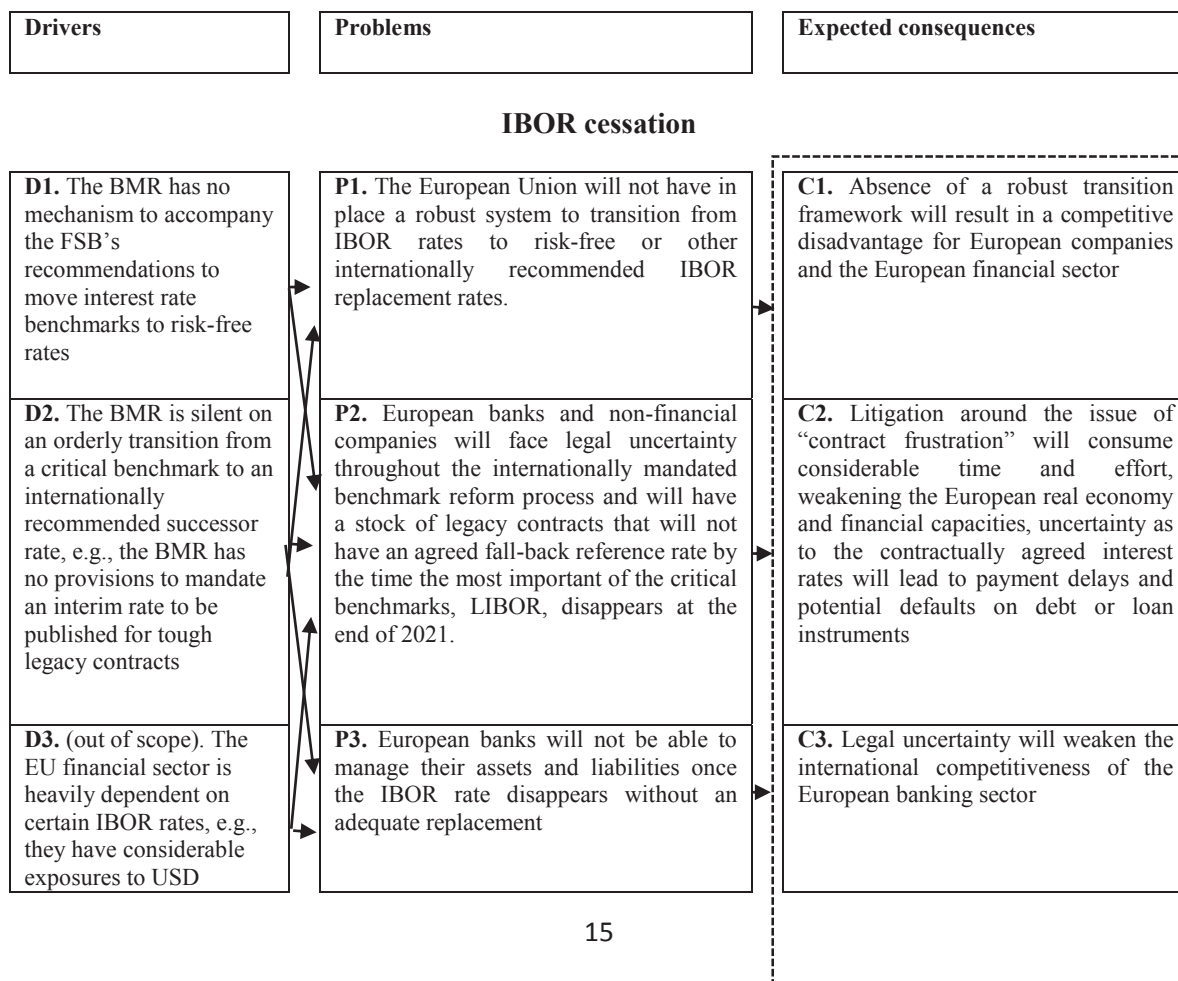 Drivers
Problems
Expected consequences
IBOR cessation
D1. The BMR has no
mechanism to accompany
the FSB’s
recommendations to
move interest rate
benchmarks to risk-free
rates
P1. The European Union will not have in
place a robust system to transition from
IBOR rates to risk-free or other
internationally recommended IBOR
replacement rates.
C1. Absence of a robust transition
framework will result in a competitive
disadvantage for European companies
and the European financial sector
D2. The BMR is silent on
an orderly transition from
a critical benchmark to an
internationally
recommended successor
rate, e.g., the BMR has
no provisions to mandate
an interim rate to be
published for tough
legacy contracts
P2. European banks and non-financial
companies will face legal uncertainty
throughout the internationally mandated
benchmark reform process and will have
a stock of legacy contracts that will not
have an agreed fall-back reference rate by
the time the most important of the critical
benchmarks, LIBOR, disappears at the
end of 2021.
C2. Litigation around the issue of
“contract frustration” will consume
considerable time and effort,
weakening the European real economy
and financial capacities, uncertainty as
to the contractually agreed interest
rates will lead to payment delays and
potential defaults on debt or loan
instruments
D3. (out of scope). The
EU financial sector is
heavily dependent on
certain IBOR rates, e.g.,
they have considerable
exposures to USD
P3. European banks will not be able to
manage their assets and liabilities once
the IBOR rate disappears without an
adequate replacement
C3. Legal uncertainty will weaken the
international competitiveness of the
European banking sector
15